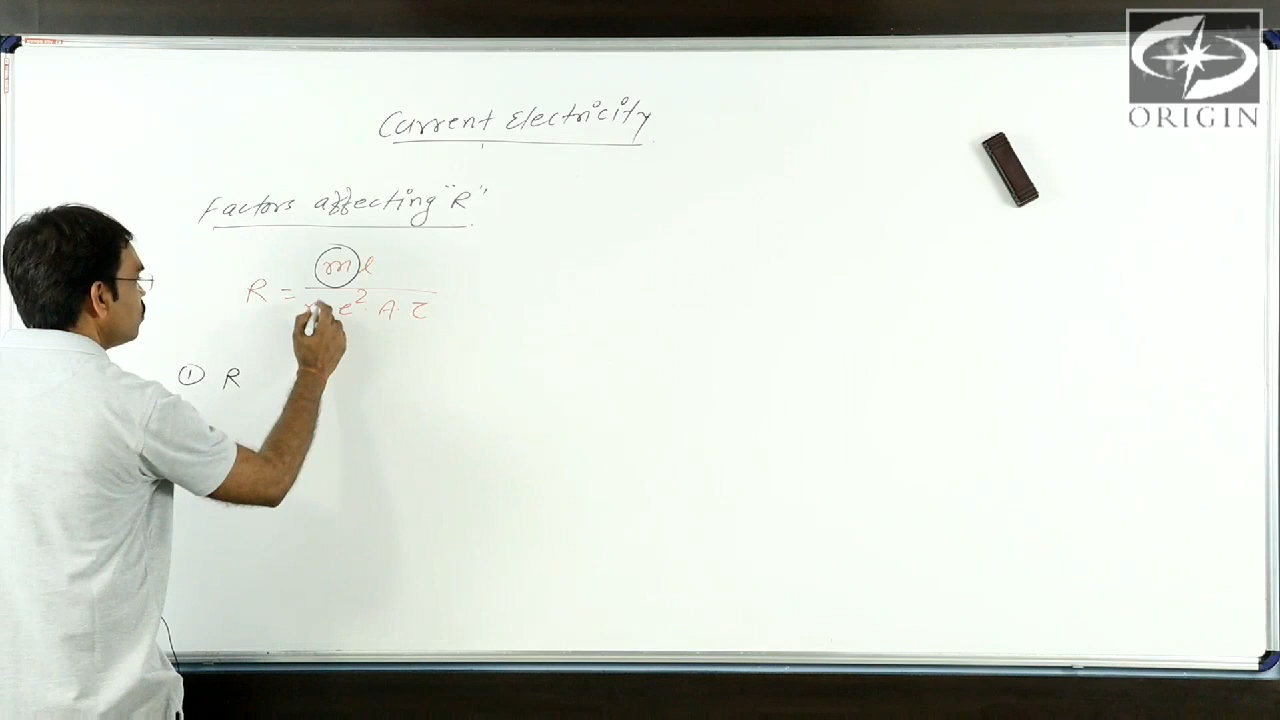 ORIGIN
Current Electricity
Factors affecting "R"
R = ml
e². A. τ
① R